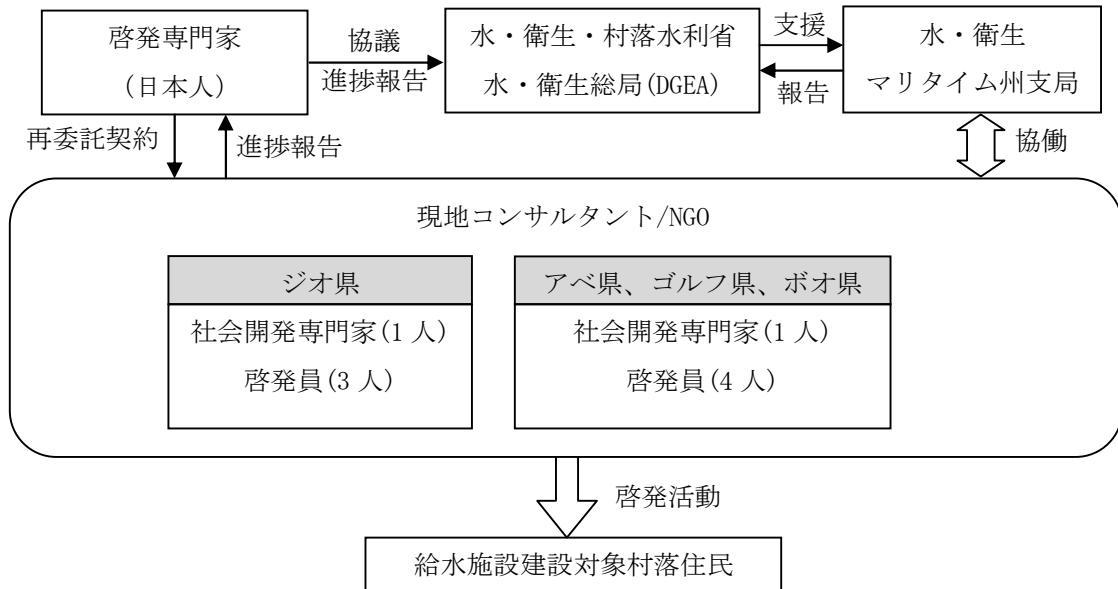 啓発専門家
(日本人)
協議
進捗報告
水・衛生・村落水利省
水・衛生総局(DGEA)
支援
報告
水・衛生
マリタイム州支局
再委託契約
進捗報告
協働
現地コンサルタント/NGO
ジオ県
社会開発専門家(1 人)
啓発員(3 人)
アベ県、ゴルフ県、ボオ県
社会開発専門家(1 人)
啓発員(4 人)
啓発活動
給水施設建設対象村落住民